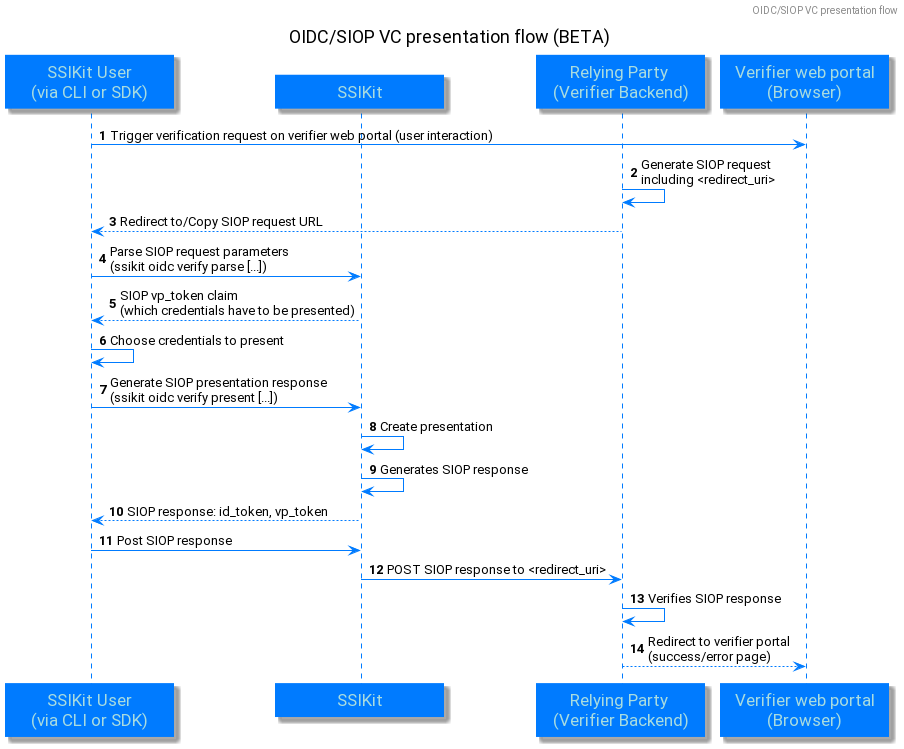 OIDC/SIOP VC presentation flow
OIDC/SIOP VC presentation flow (BETA)
SSIKit User
(via CLI or SDK)
SSIKit
Relying Party
(Verifier Backend)
Verifier web portal
(Browser)
1 Trigger verification request on verifier web portal (user interaction)
2 Generate SIOP request
including <redirect_uri>
3 Redirect to/Copy SIOP request URL
4 Parse SIOP request parameters
(ssikit oidc verify parse [...])
5 SIOP vp_token claim
(which credentials have to be presented)
6 Choose credentials to present
7 Generate SIOP presentation response
(ssikit oidc verify present [...])
8 Create presentation
9 Generates SIOP response
10 SIOP response: id_token, vp_token
11 Post SIOP response
12 POST SIOP response to <redirect_uri>
13 Verifies SIOP response
14 Redirect to verifier portal
(success/error page)
SSIKit User
(via CLI or SDK)
SSIKit
Relying Party
(Verifier Backend)
Verifier web portal
(Browser)